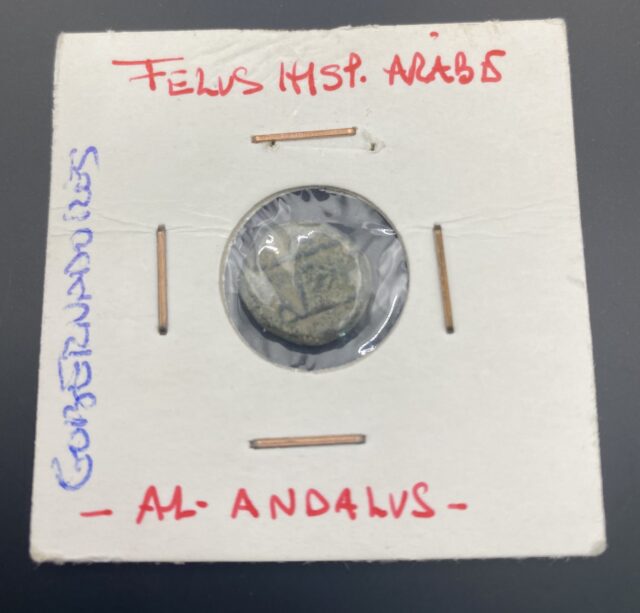 FELUS HISP. ARABE
GOBERNADORES
- AL- ANDALUS -